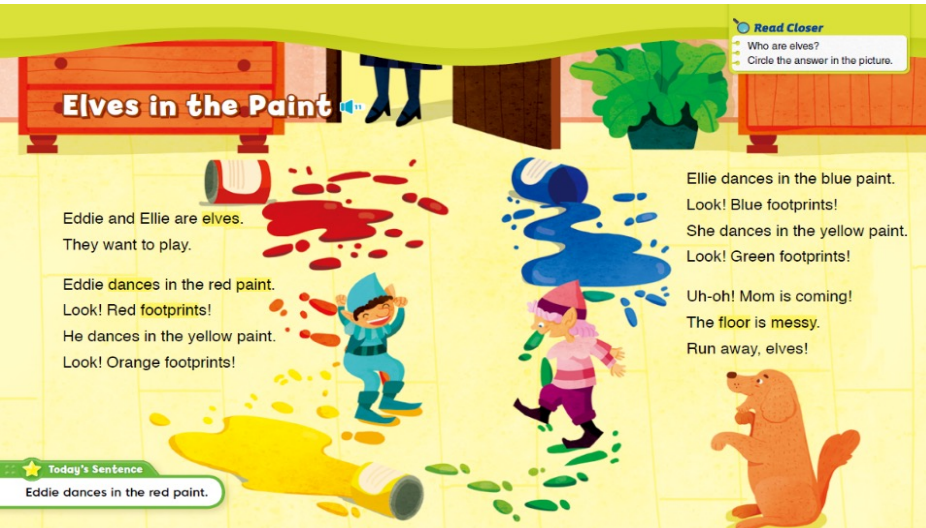 Read Closer
Who are elves?
Circle the answer in the picture.
Elves in the Paint
Eddie and Ellie are elves.
They want to play.
Eddie dances in the red paint.
Look! Red footprints!
He dances in the yellow paint.
Look! Orange footprints!
Ellie dances in the blue paint.
Look! Blue footprints!
She dances in the yellow paint.
Look! Green footprints!
Uh-oh! Mom is coming!
The floor is messy.
Run away, elves!
Today's Sentence
Eddie dances in the red paint.